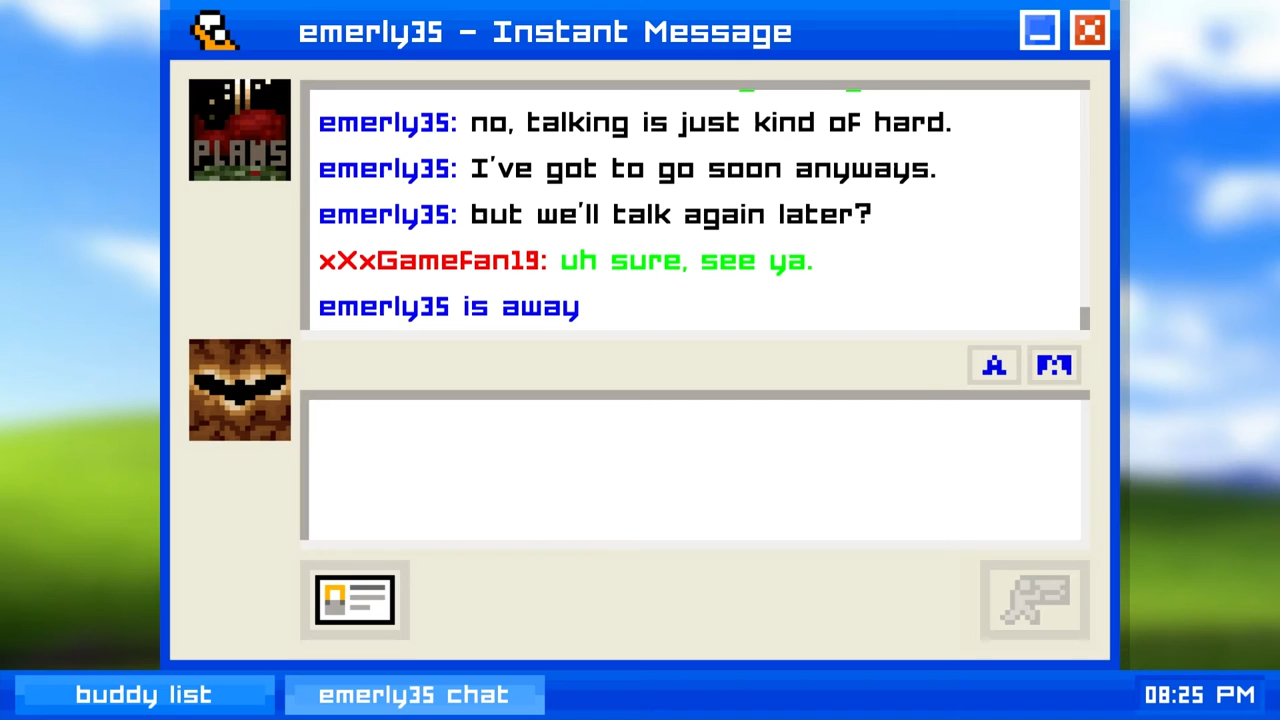 emerly35 - Instant Message
emerly35: no, talking is just kind of hard.
emerly35: I've got to go soon anyways.
emerly35: but we'll talk again later?
xXxGameFan19: uh sure, see ya.
emerly35 is away
PLANS
A
buddy list
emerly35 chat
08:25 PM